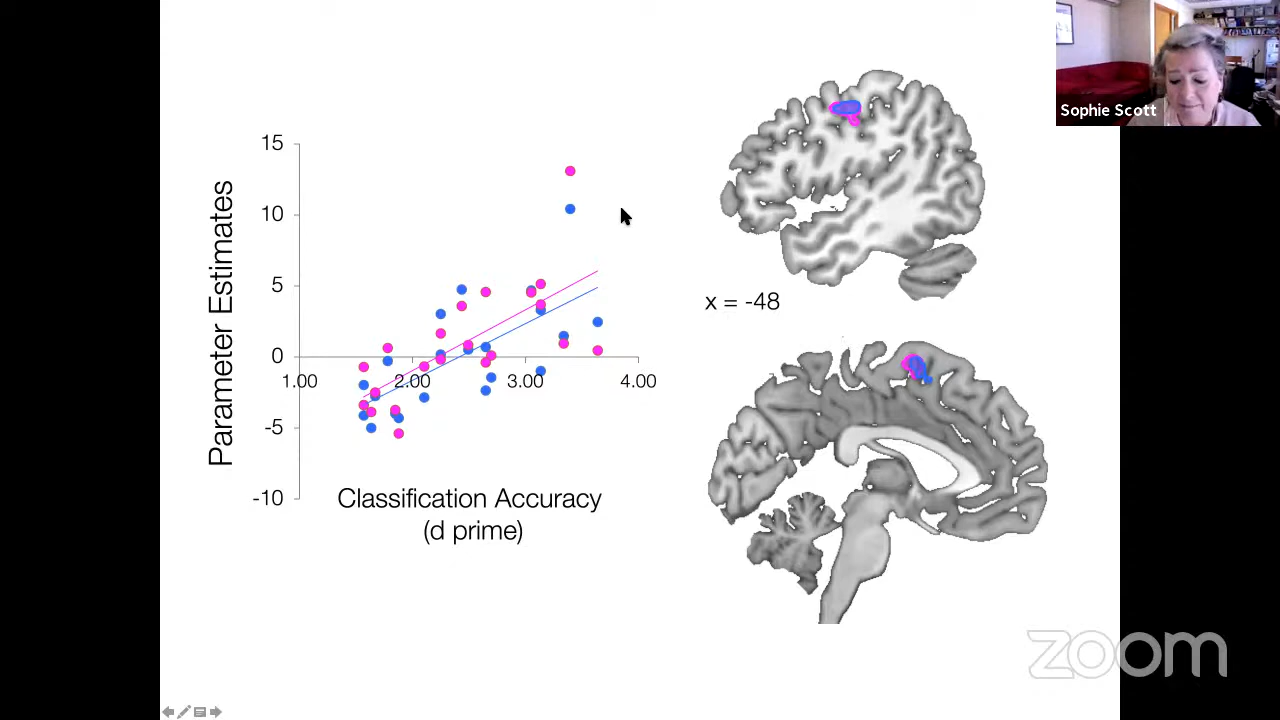 Sophie Scott
15
10
5
0
-5
-10
Parameter Estimates
1.00
2.00
3.00
4.00
Classification Accuracy
(d prime)
x = -48
zoom